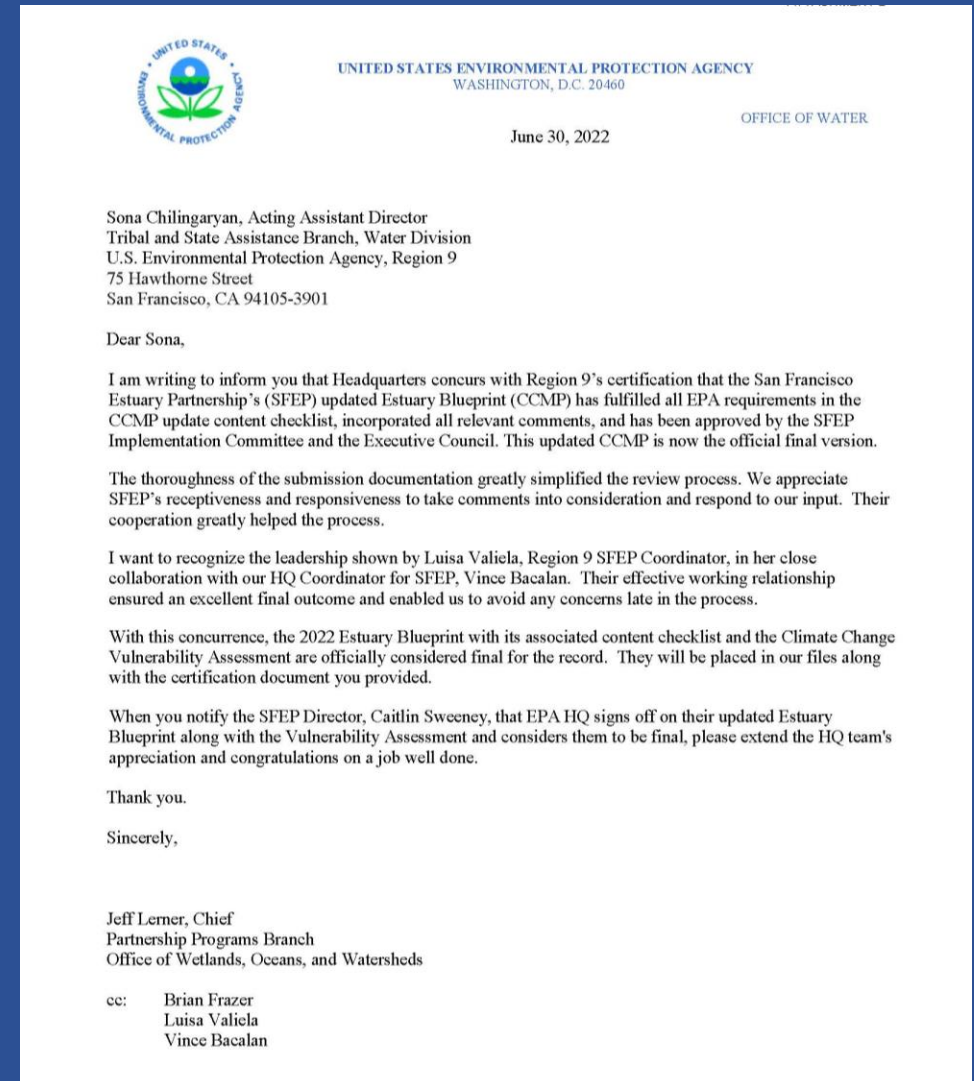 UNITED STATES ENVIRONMENTAL PROTECTION AGENCY
UNITED STATES ENVIRONMENTAL PROTECTION AGENCY
WASHINGTON, D.C. 20460
OFFICE OF WATER
June 30, 2022
Sona Chilingaryan, Acting Assistant Director
Tribal and State Assistance Branch, Water Division
U.S. Environmental Protection Agency, Region 9
75 Hawthorne Street
San Francisco, CA 94105-3901
Dear Sona,
I am writing to inform you that Headquarters concurs with Region 9's certification that the San Francisco
Estuary Partnership's (SFEP) updated Estuary Blueprint (CCMP) has fulfilled all EPA requirements in the
CCMP update content checklist, incorporated all relevant comments, and has been approved by the SFEP
Implementation Committee and the Executive Council. This updated CCMP is now the official final version.
The thoroughness of the submission documentation greatly simplified the review process. We appreciate
SFEP's receptiveness and responsiveness to take comments into consideration and respond to our input.  Their
cooperation greatly helped the process.
I want to recognize the leadership shown by Luisa Valiela, Region 9 SFEP Coordinator, in her close
collaboration with our HQ Coordinator for SFEP, Vince Bacalan.  Their effective working relationship
ensured an excellent final outcome and enabled us to avoid any concerns late in the process.
With this concurrence, the 2022 Estuary Blueprint with its associated content checklist and the Climate Change
Vulnerability Assessment are officially considered final for the record.  They will be placed in our files along
with the certification document you provided.
When you notify the SFEP Director, Caitlin Sweeney, that EPA HQ signs off on their updated Estuary
Blueprint along with the Vulnerability Assessment and considers them to be final, please extend the HQ team's
appreciation and congratulations on a job well done.
Thank you.
Sincerely,
Jeff Lerner, Chief
Partnership Programs Branch
Office of Wetlands, Oceans, and Watersheds
cc: Brian Frazer
Luisa Valiela
Vince Bacalan